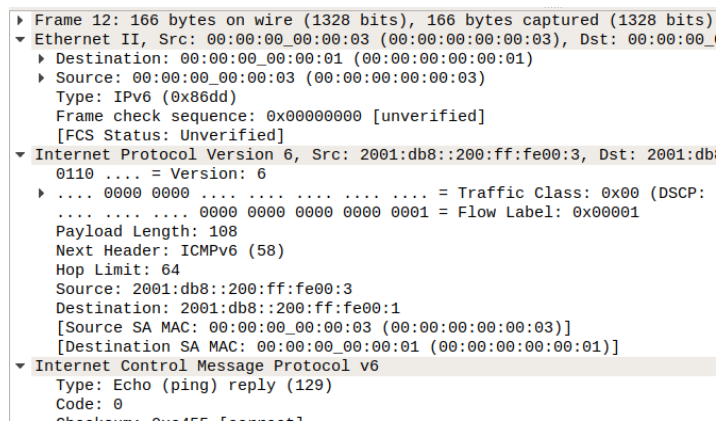 Frame 12: 166 bytes on wire (1328 bits), 166 bytes captured (1328 bits)
Ethernet II, Src: 00:00:00_00:00:03 (00:00:00:00:00:03), Dst: 00:00:00_
Destination: 00:00:00_00:00:01 (00:00:00:00:00:01)
Source: 00:00:00_00:00:03 (00:00:00:00:00:03)
Type: IPv6 (0x86dd)
Frame check sequence: 0x00000000 [unverified]
[FCS Status: Unverified]
Internet Protocol Version 6, Src: 2001:db8::200:ff:fe00:3, Dst: 2001:db8
0110 .... = Version: 6
.... 0000 0000 .... .... .... .... .... = Traffic Class: 0x00 (DSCP:
.... .... .... 0000 0000 0000 0000 0001 = Flow Label: 0x00001
Payload Length: 108
Next Header: ICMPv6 (58)
Hop Limit: 64
Source: 2001:db8::200:ff:fe00:3
Destination: 2001:db8::200:ff:fe00:1
[Source SA MAC: 00:00:00_00:00:03 (00:00:00:00:00:03)]
[Destination SA MAC: 00:00:00_00:00:01 (00:00:00:00:00:01)]
Internet Control Message Protocol v6
Type: Echo (ping) reply (129)
Code: 0